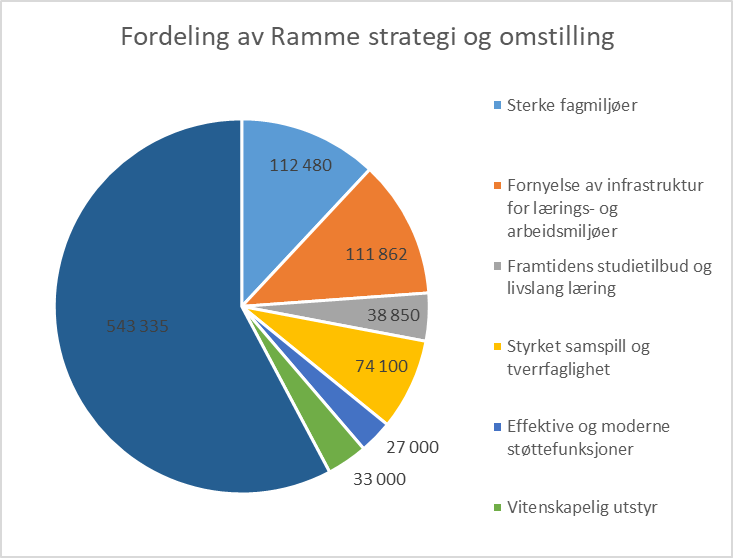 Fordeling av Ramme strategi og omstilling
112 480
111 862
38 850
74 100
27 000
33 000
543 335
Sterke fagmiljøer
Fornyelse av infrastruktur
for lærings- og
arbeidsmiljøer
Framtidens studietilbud og
livslang læring
Styrket samspill og
tverrfaglighet
Effektive og moderne
støttefunksjoner
Vitenskapelig utstyr